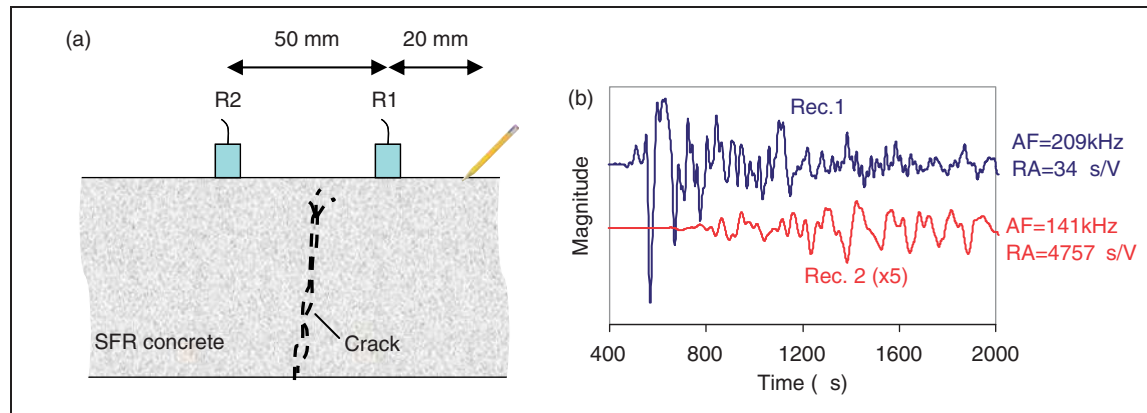 (a)
50 mm
20 mm
R2
R1
SFR concrete
Crack
(b)
Rec.1
AF=209kHz
RA=34 s/V
Magnitude
AF=141kHz
RA=4757 s/V
Rec. 2 (x5)
400 800 1200 1600 2000
Time ( s)